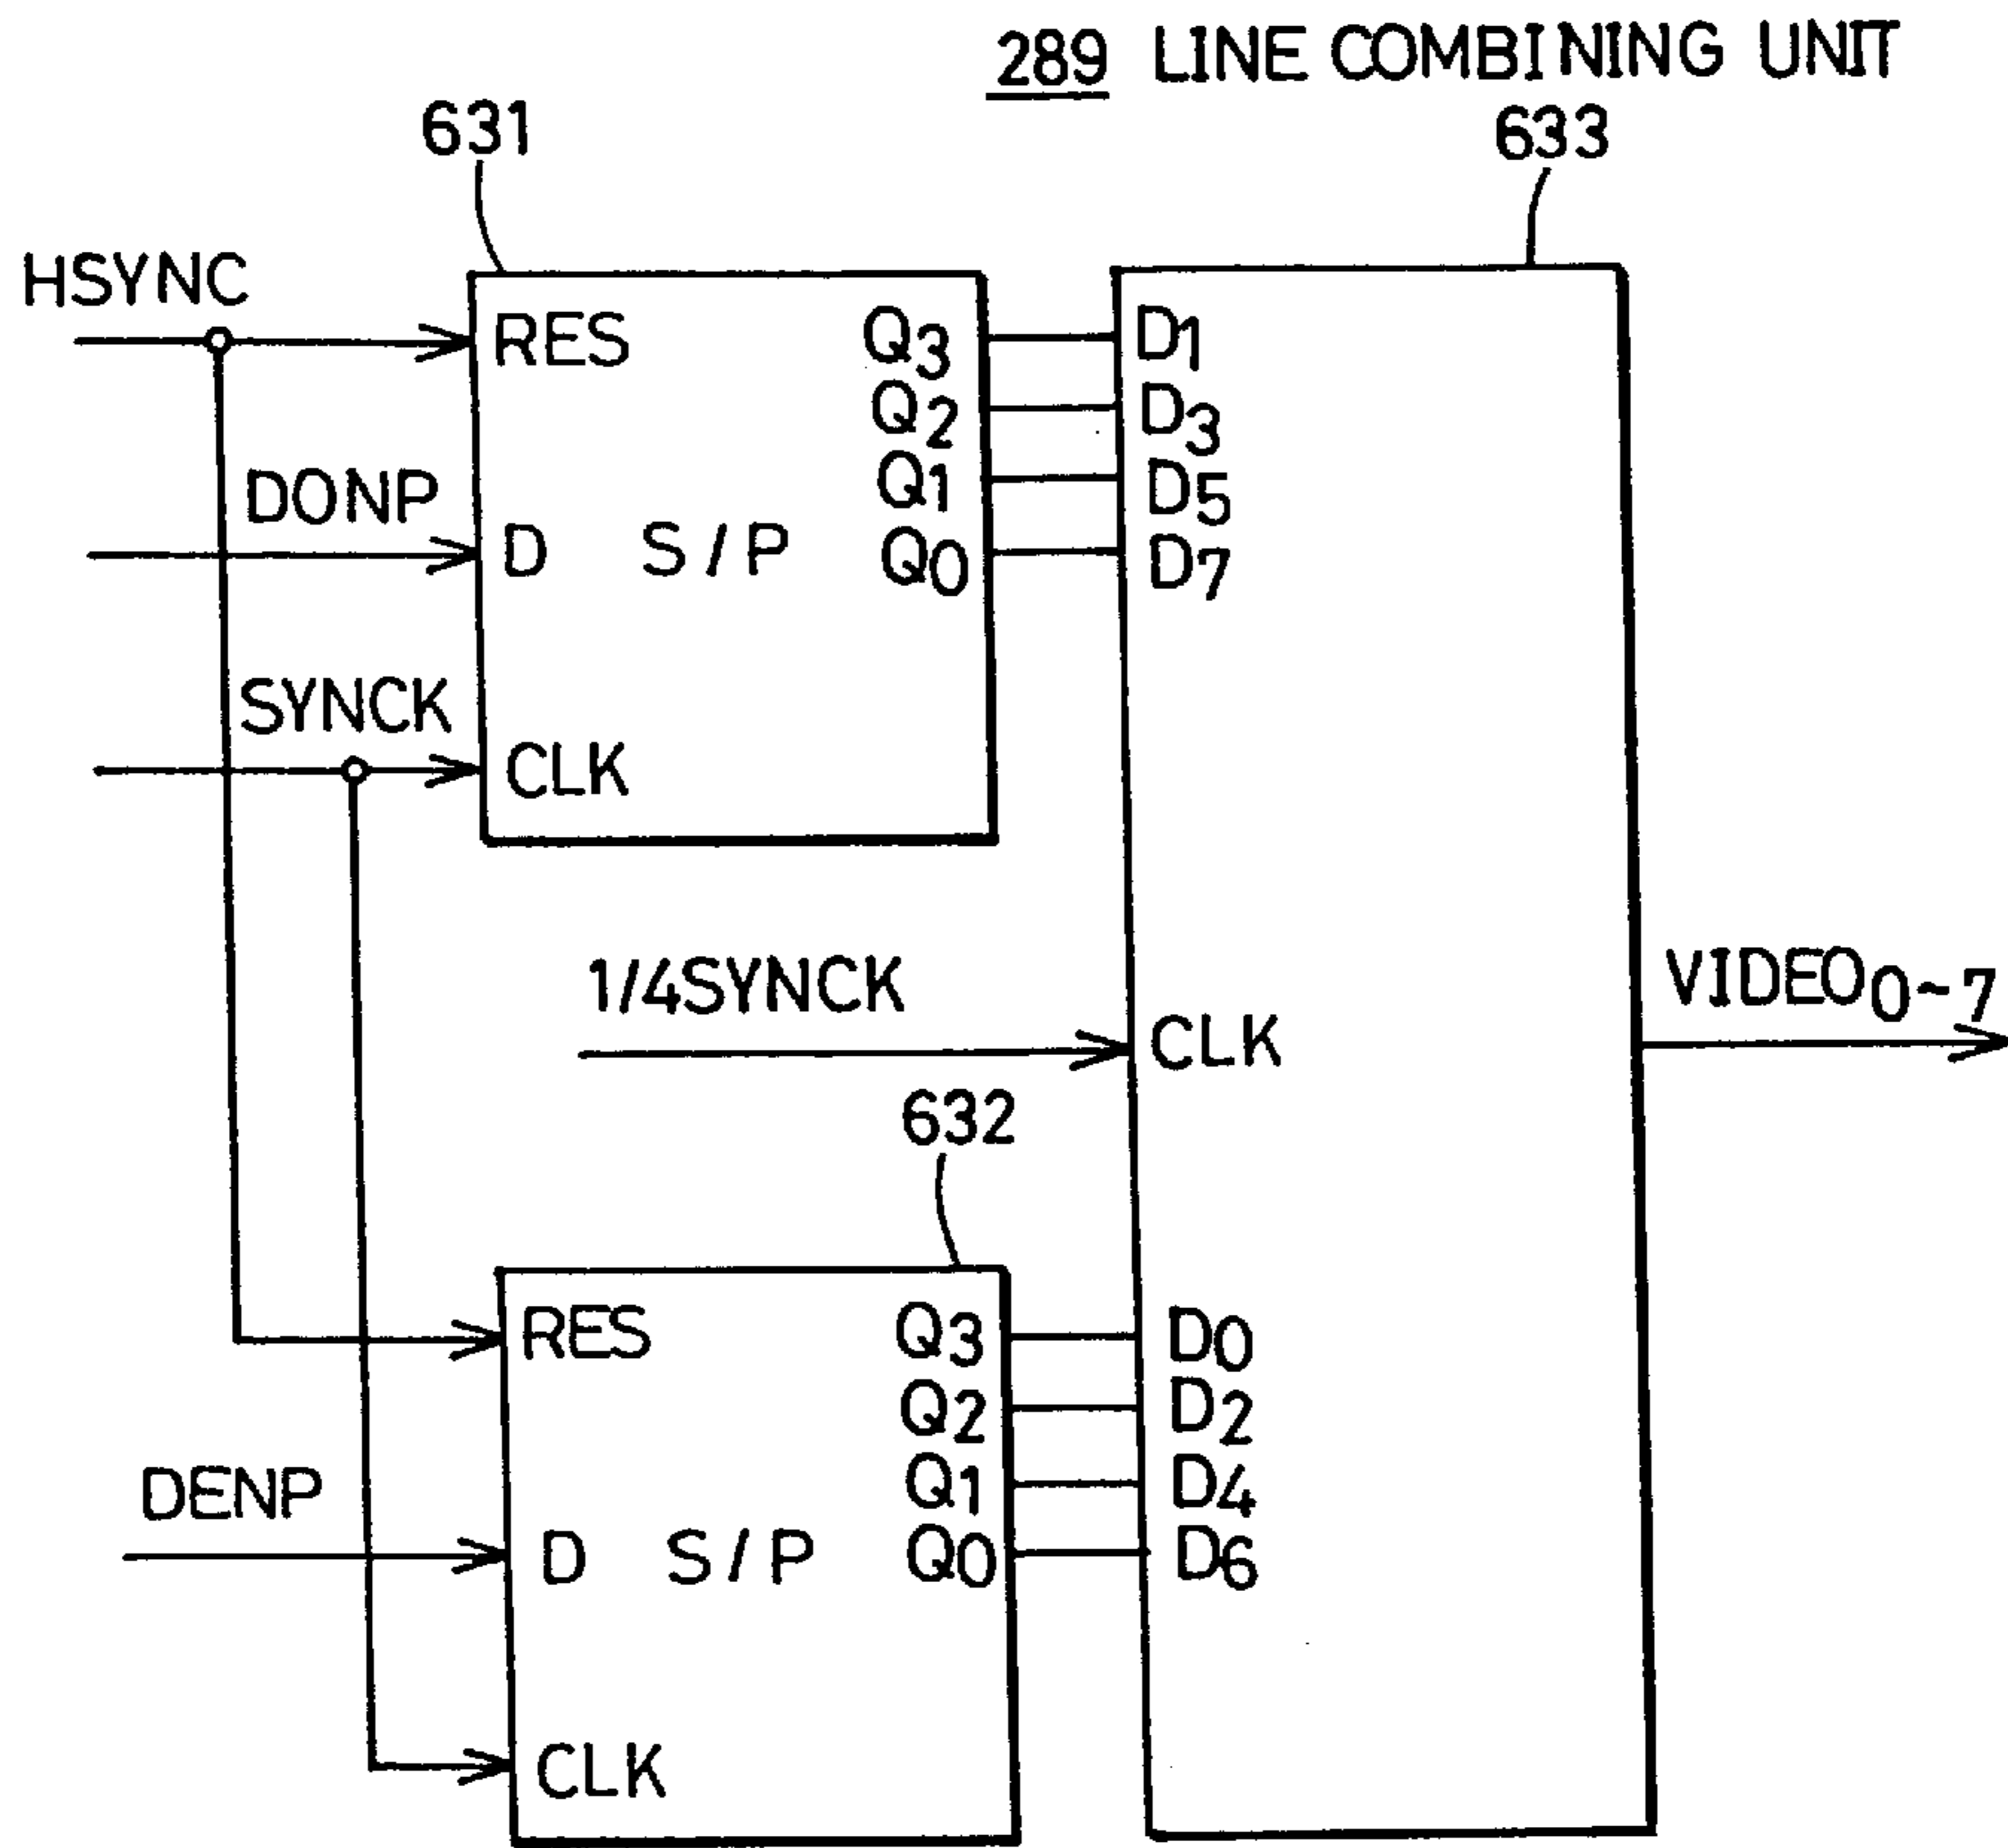 289 LINE COMBINING UNIT
631
633
HSYNC
RES
Q3
D1
Q2
D3
DONP
Q1
D5
D
S/P
Q0
D7
SYNCK
CLK
1/4SYNCK
CLK
VIDEO0~7
632
RES
Q3
D0
Q2
D2
DENP
Q1
D4
D
S/P
Q0
D6
CLK